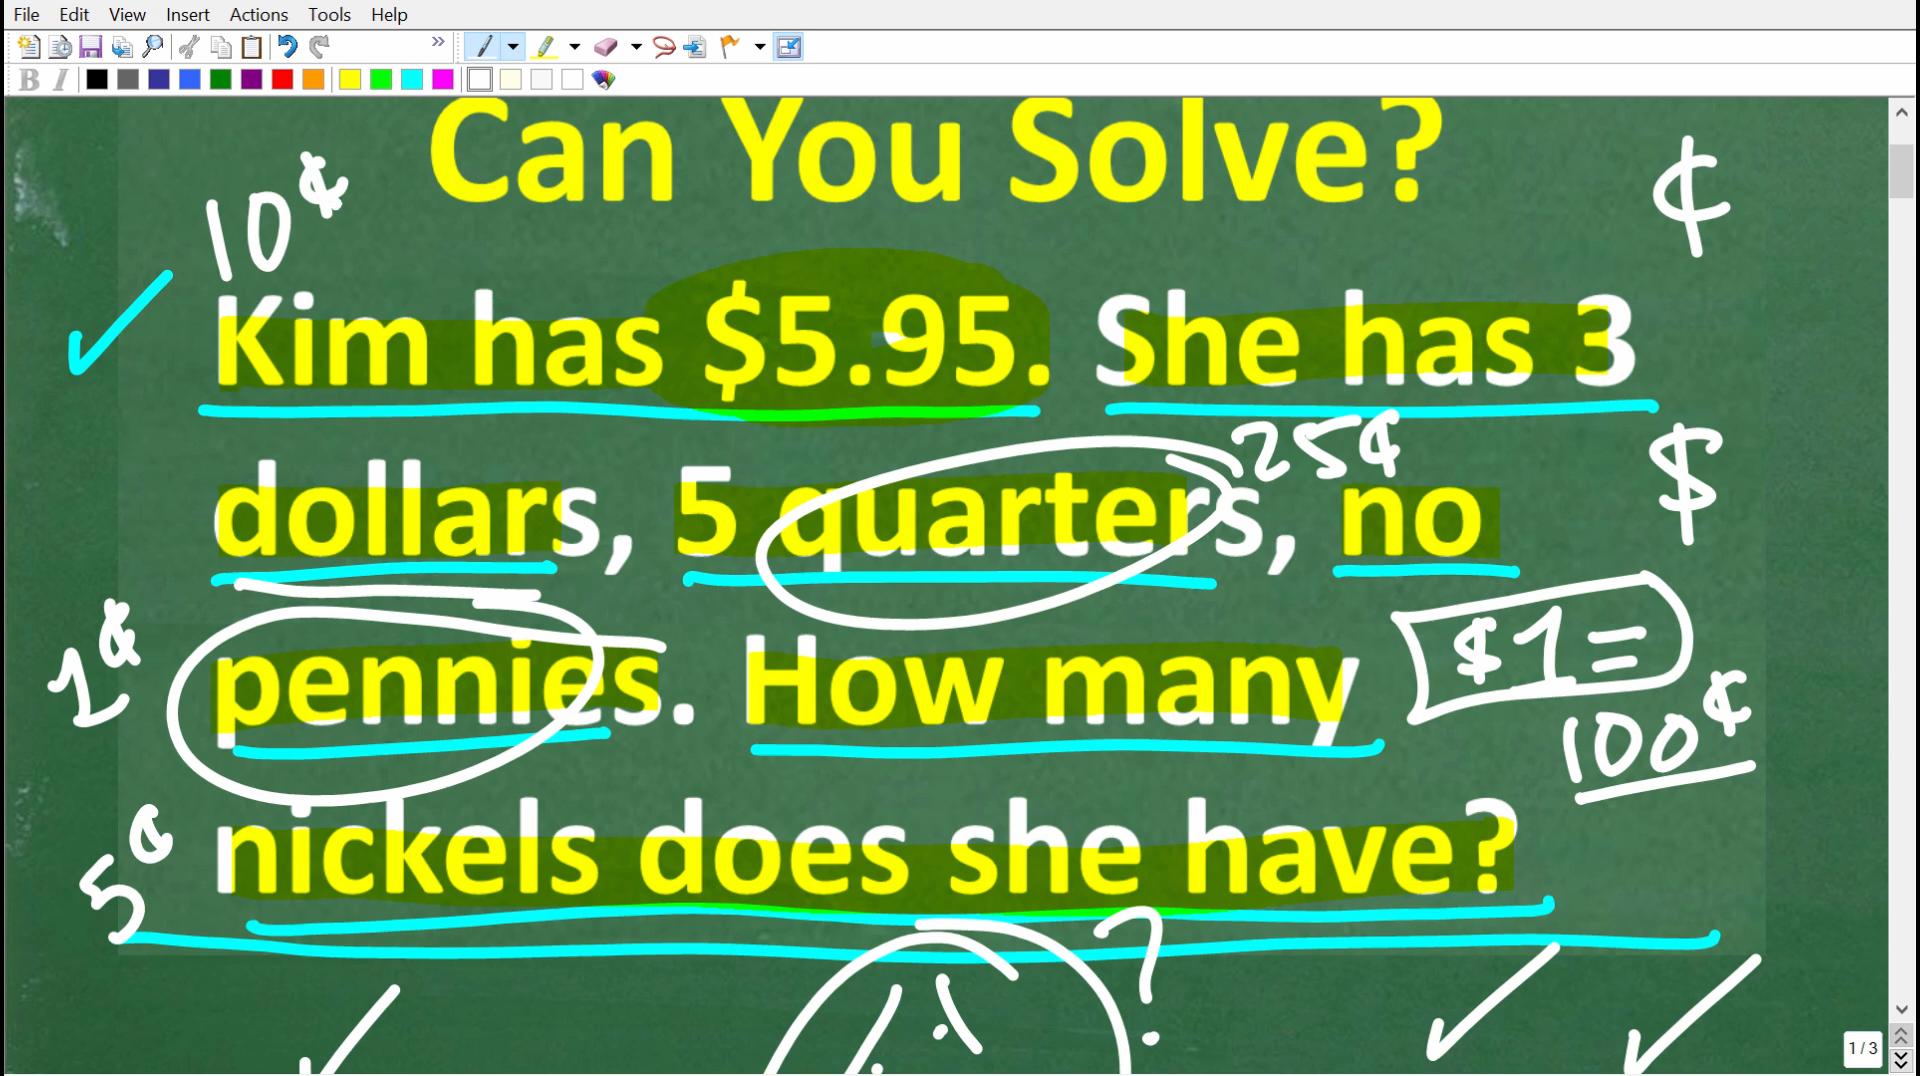 File Edit View Insert Actions Tools Help
B I
Can You Solve?
10¢
¢
Kim has $5.95. She has 3
25¢
dollars, 5 quarters, no
$
1¢
pennies. How many
$1=
100¢
5¢
nickels does she have?
?
1 / 3